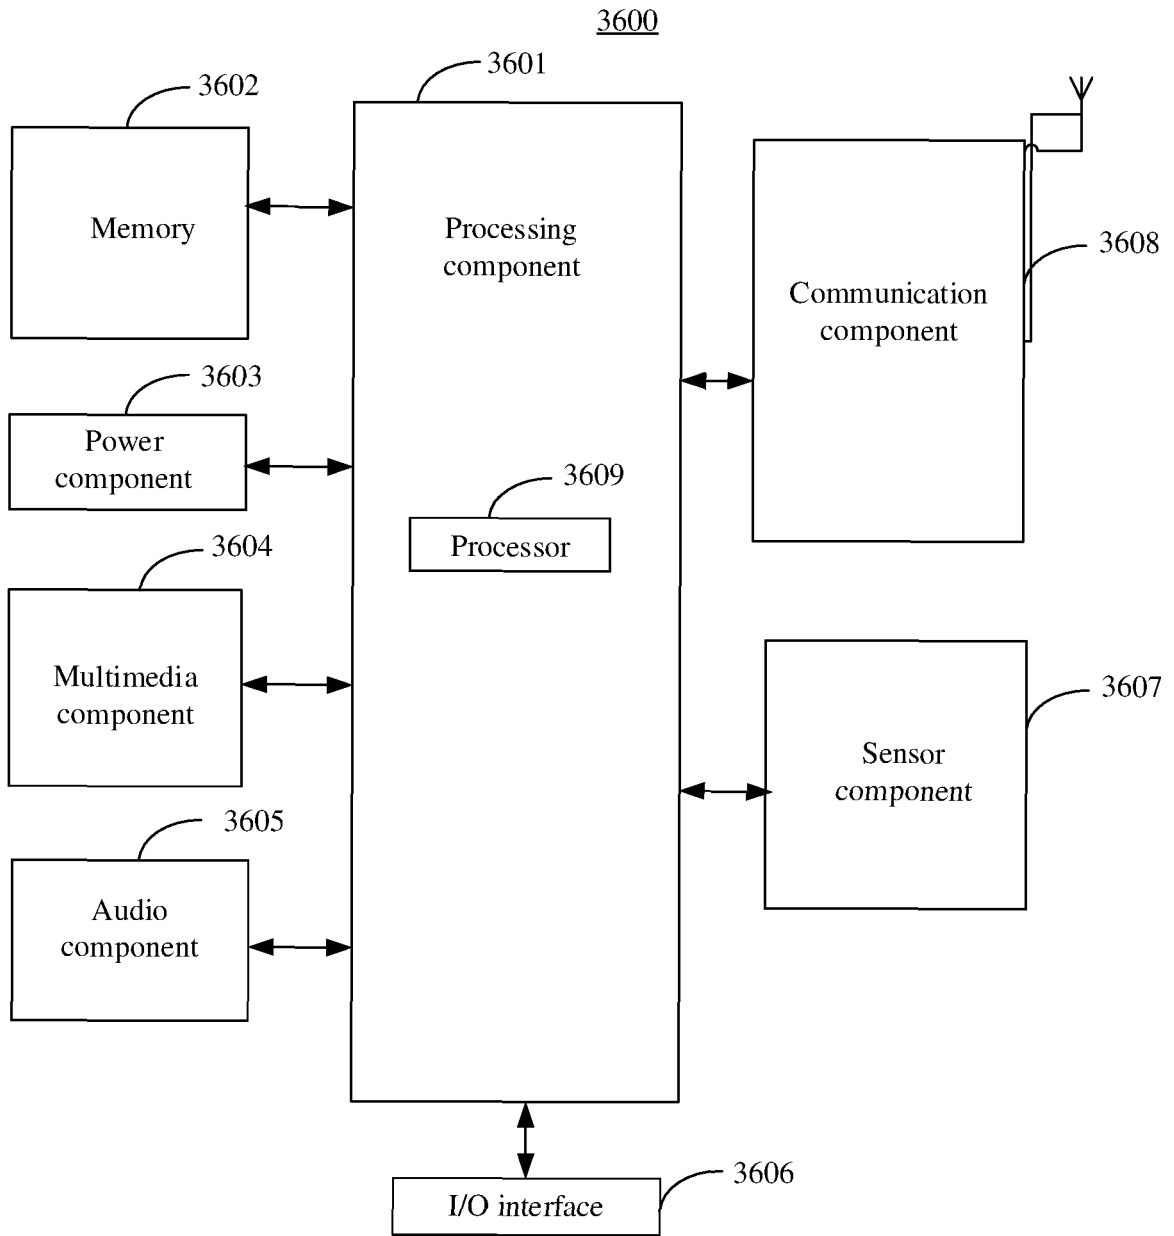 3600
3601
3602
Memory
Processing
component
3608
Communication
component
3603
Power
component
3609
Processor
3604
Multimedia
component
3607
Sensor
component
3605
Audio
component
3606
I/O interface